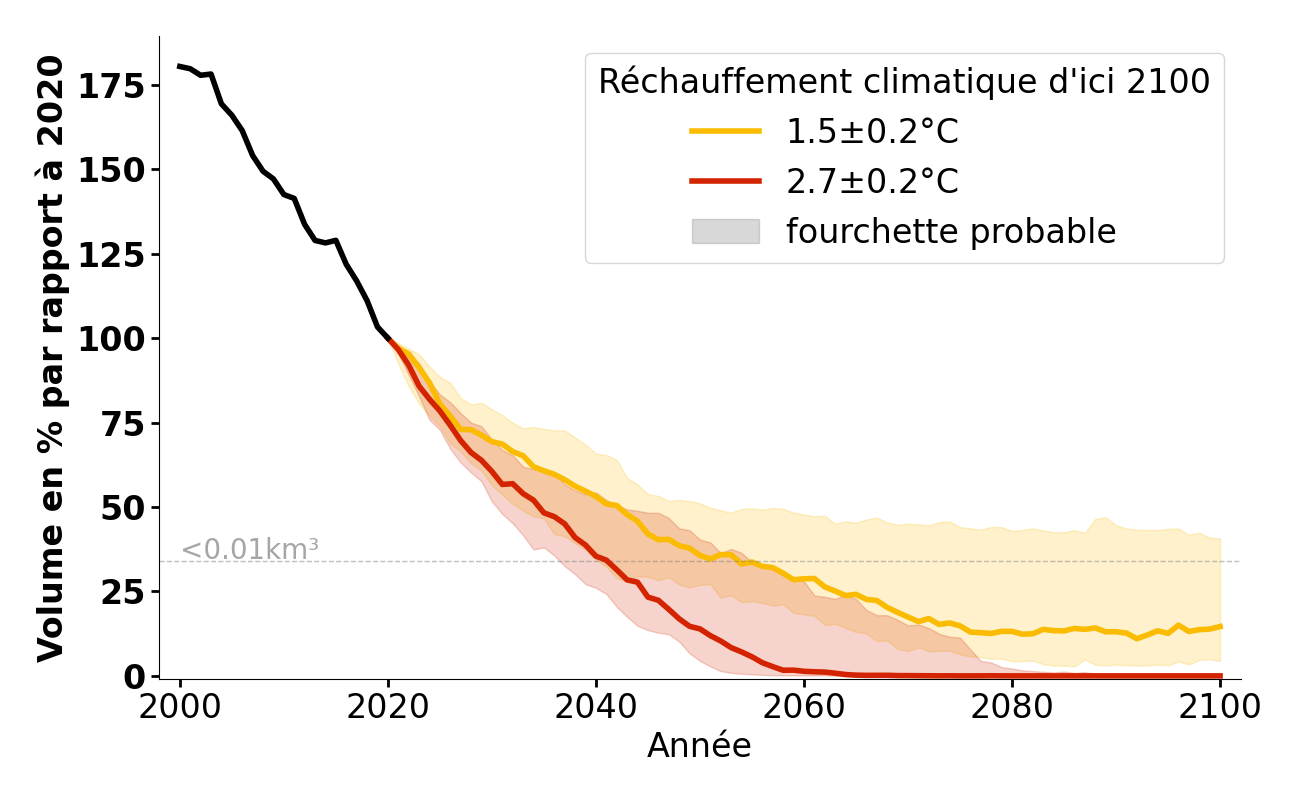 Volume en % par rapport à 2020
175
150
125
100
75
50
25
0
Réchauffement climatique d'ici 2100
1.5±0.2°C
2.7±0.2°C
fourchette probable
<0.01km³
2000 2020 2040 2060 2080 2100
Année